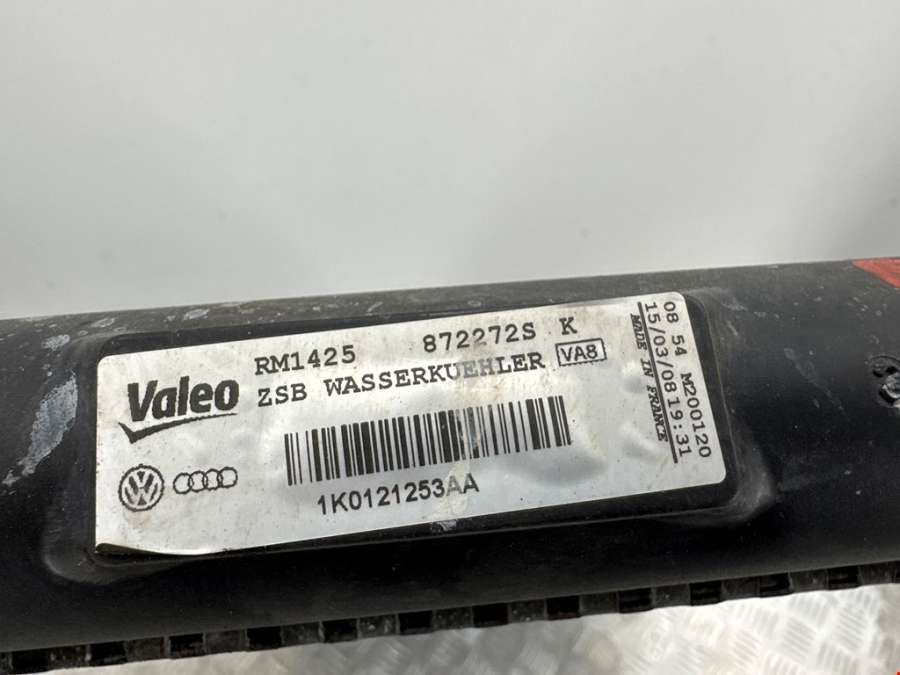 Valeo
RM1425 872272S K
ZSB WASSERKUEHLER VA8
1K0121253AA
08 54 M200120
15/03/08 19:31
MADE IN FRANCE